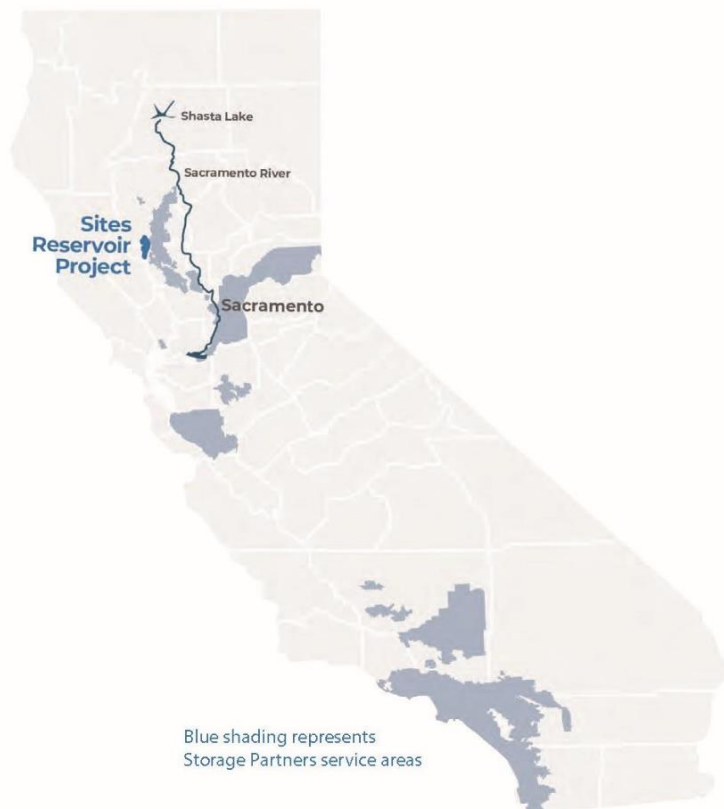 Shasta Lake
Sacramento River
Sites
Reservoir
Project
Sacramento
Blue shading represents
Storage Partners service areas